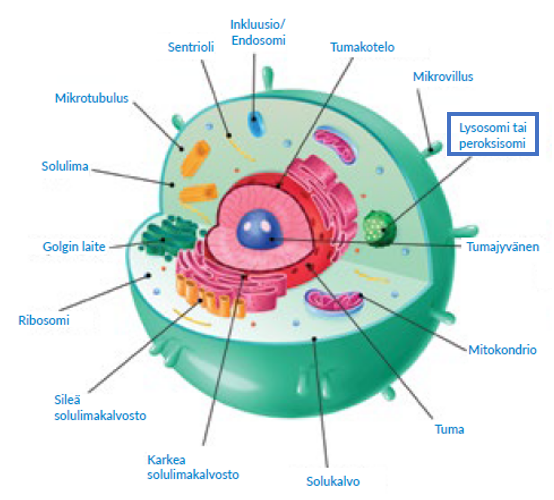 Inkluusio/
Endosomi
Sentrioli
Tumakotelo
Mikrovillus
Mikrotubulus
Lysosomi tai
peroksisomi
Solulima
Golgin laite
Tumajyvänen
Ribosomi
Mitokondrio
Sileä
solulimakalvosto
Tuma
Karkea
solulimakalvosto
Solukalvo